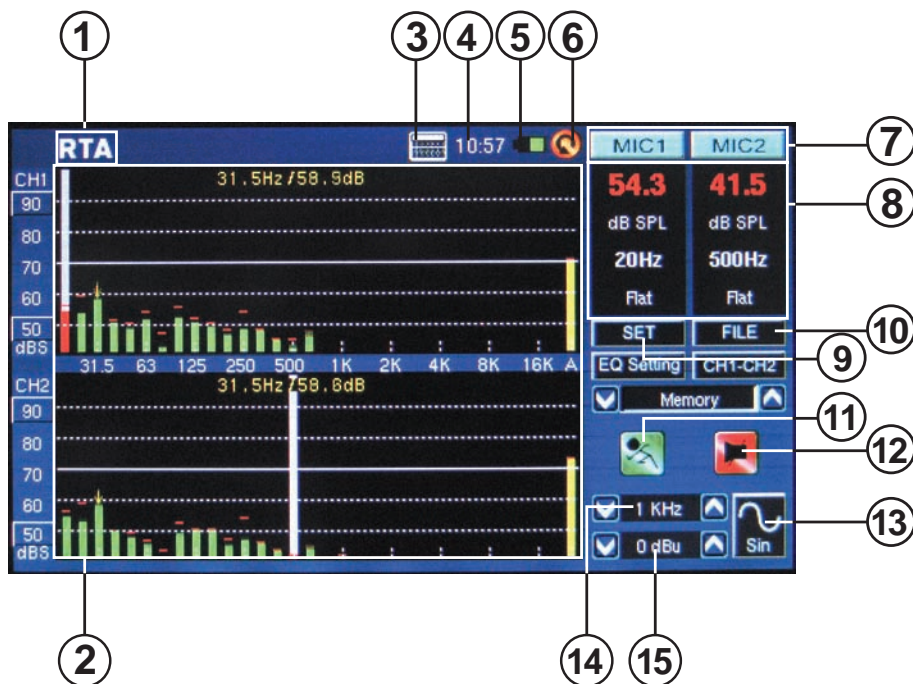 1 3 4 5 6
RTA 10:57 MIC1 MIC2 7
CH1 31.5Hz/58.9dB 54.3 41.5
90 dB SPL dB SPL 8
80 20Hz 500Hz
70 Flat Flat
60 SET FILE 10
50 9
dBS 31.5 63 125 250 500 1K 2K 4K 8K 16K A EQ Setting CH1-CH2
CH2 31.5Hz/58.6dB Memory
90 11
80 12
70
60 1 KHz 13
50 0 dBu Sin
dBS
2 14 15